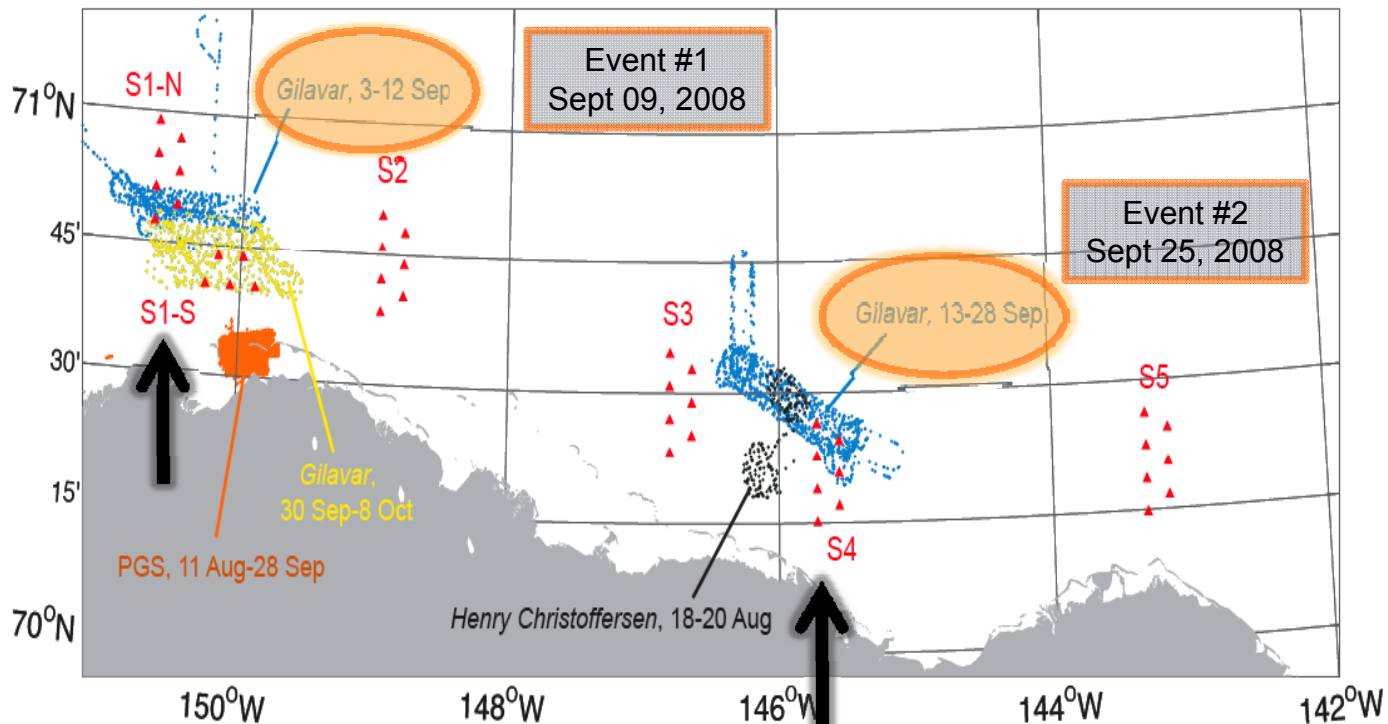 Event #1
Sept 09, 2008
S1-N
Gilavar, 3-12 Sep
71°N
S2
Event #2
Sept 25, 2008
45'
S1-S
S3
Gilavar, 13-28 Sep
30'
S5
Gilavar,
30 Sep-8 Oct
15'
PGS, 11 Aug-28 Sep
S4
Henry Christoffersen, 18-20 Aug
70°N
150°W
148°W
146°W
144°W
142°W